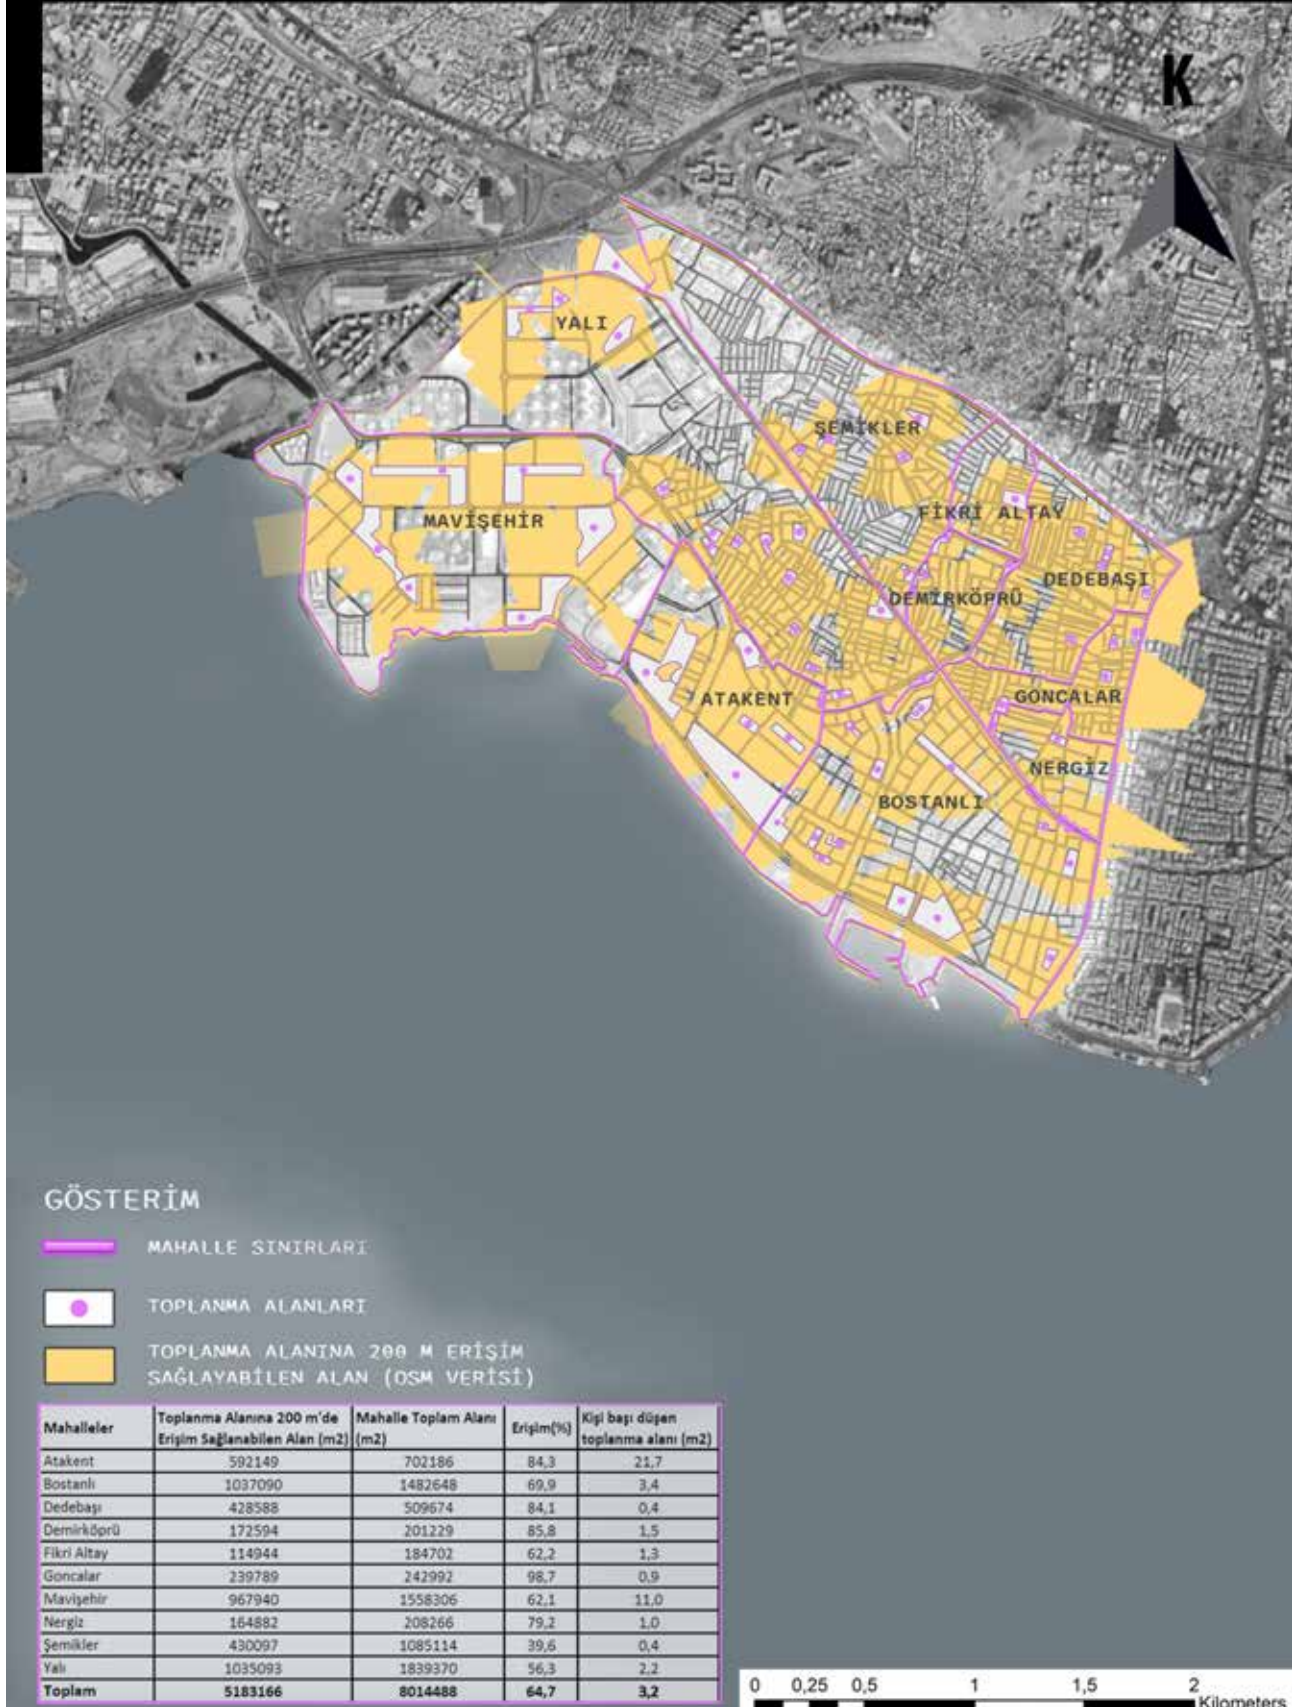 K
YALI
ŞEMİKLER
FİKRİ ALTAY
MAVİŞEHİR
DEDEBAŞI
DEMİRKÖPRÜ
ATAKENT
GONCALAR
NERGİZ
BOSTANLI
GÖSTERİM
MAHALLE SINIRLARI
TOPLANMA ALANLARI
TOPLANMA ALANINA 200 M ERİŞİM
SAĞLAYABİLEN ALAN (OSM VERİSİ)
Mahalleler Toplanma Alanına 200 m'de Erişim Sağlanabilen Alan (m2) Mahalle Toplam Alanı (m2) Erişim(%) Kişi başı düşen toplanma alanı (m2)
Atakent 592149 702186 84,3 21,7
Bostanlı 1037090 1482648 69,9 3,4
Dedebaşı 428588 509674 84,1 0,4
Demirköprü 172594 201229 85,8 1,5
Fikri Altay 114944 184702 62,2 1,3
Goncalar 239789 242992 98,7 0,9
Mavişehir 967940 1558306 62,1 11,0
Nergiz 164882 208266 79,2 1,0
Şemikler 430097 1085114 39,6 0,4
Yalı 1035093 1839370 56,3 2,2
Toplam 5183166 8014488 64,7 3,2
0 0,25 0,5 1 1,5 2
Kilometers